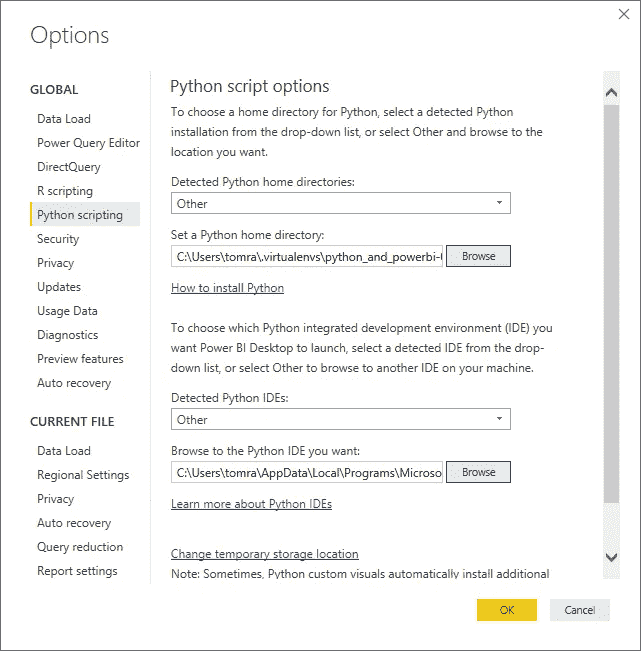 Options
GLOBAL
Data Load
Power Query Editor
DirectQuery
R scripting
Python scripting
Security
Privacy
Updates
Usage Data
Diagnostics
Preview features
Auto recovery
CURRENT FILE
Data Load
Regional Settings
Privacy
Auto recovery
Query reduction
Report settings
Python script options
To choose a home directory for Python, select a detected Python
installation from the drop-down list, or select Other and browse to the
location you want.
Detected Python home directories:
Other
Set a Python home directory:
C:\Users\tomra\.virtualenvs\python_and_powerbi-
Browse
How to install Python
To choose which Python integrated development environment (IDE) you
want Power BI Desktop to launch, select a detected IDE from the drop-
down list, or select Other to browse to another IDE on your machine.
Detected Python IDEs:
Other
Browse to the Python IDE you want:
C:\Users\tomra\AppData\Local\Programs\Microso
Browse
Learn more about Python IDEs
Change temporary storage location
Note: Sometimes, Python custom visuals automatically install additional
OK
Cancel